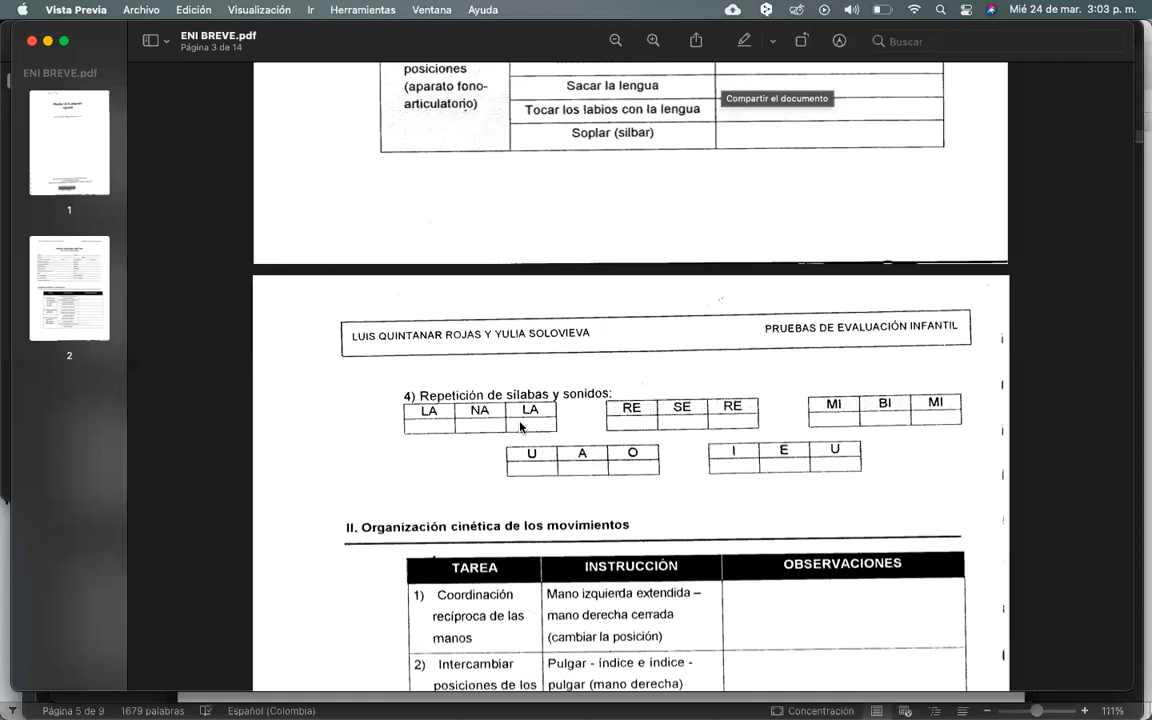 Vista Previa Archivo Edición Visualización Ir Herramientas Ventana Ayuda Mié 24 de mar. 3:03 p. m.
ENI BREVE.pdf
Página 3 de 14
Buscar
ENI BREVE.pdf
1
2
posiciones
(aparato fono-
articulatorio)
Sacar la lengua
Tocar los labios con la lengua
Soplar (silbar)
Compartir el documento
LUIS QUINTANAR ROJAS Y YULIA SOLOVIEVA PRUEBAS DE EVALUACIÓN INFANTIL
4) Repetición de sílabas y sonidos:
LA NA LA RE SE RE MI BI MI
U A O I E U
II. Organización cinética de los movimientos
TAREA INSTRUCCIÓN OBSERVACIONES
1) Coordinación
recíproca de las
manos
Mano izquierda extendida –
mano derecha cerrada
(cambiar la posición)
2) Intercambiar
posiciones de los
Pulgar - índice e índice -
pulgar (mano derecha)
Página 5 de 9 1679 palabras Español (Colombia) Concentración 111%